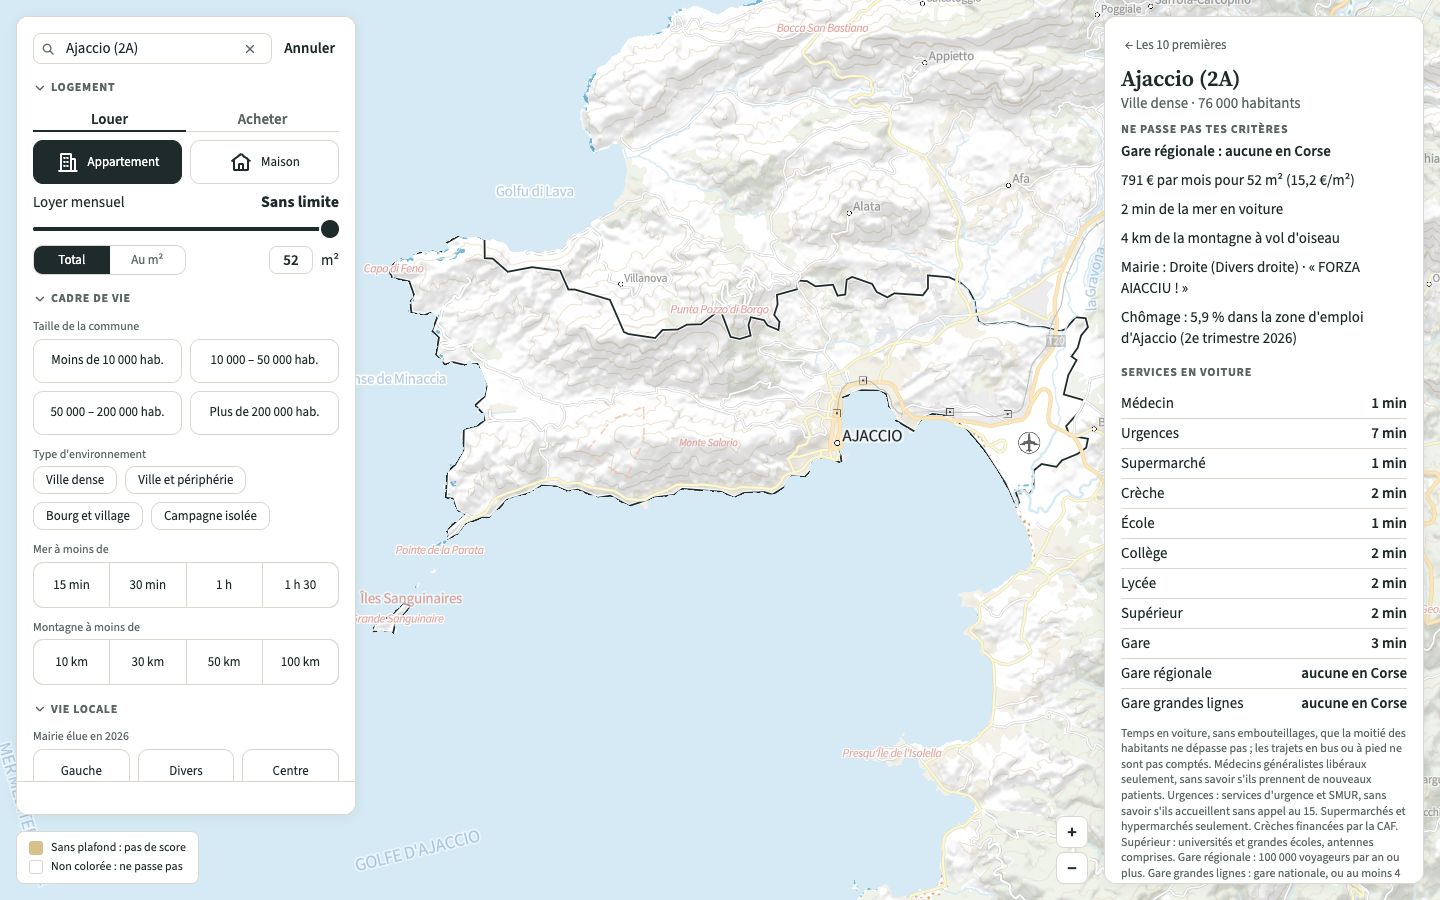 Ajaccio (2A)
Annuler
LOGEMENT
Louer
Acheter
Appartement
Maison
Loyer mensuel
Sans limite
Total
Au m²
52 m²
CADRE DE VIE
Taille de la commune
Moins de 10 000 hab.
10 000 – 50 000 hab.
50 000 – 200 000 hab.
Plus de 200 000 hab.
Type d'environnement
Ville dense
Ville et périphérie
Bourg et village
Campagne isolée
Mer à moins de
15 min
30 min
1 h
1 h 30
Montagne à moins de
10 km
30 km
50 km
100 km
VIE LOCALE
Mairie élue en 2026
Gauche
Divers
Centre
Sans plafond : pas de score
Non colorée : ne passe pas
Bocca San Bastiano
Appietto
Golfu di Lava
Afa
Alata
Capo di Feno
Villanova
Punta Pozzo di Borgo
la Gravona
T20
nse de Minaccia
Monte Salario
AJACCIO
Pointe de la Parata
Îles Sanguinaires
Grande Sanguinaire
Presqu'Île de l'Isolella
GOLFE D'AJACCIO
Poggiale
Sarrola-Carcopino
+
−
← Les 10 premières
Ajaccio (2A)
Ville dense · 76 000 habitants
NE PASSE PAS TES CRITÈRES
Gare régionale : aucune en Corse
791 € par mois pour 52 m² (15,2 €/m²)
2 min de la mer en voiture
4 km de la montagne à vol d'oiseau
Mairie : Droite (Divers droite) · « FORZA
AIACCIU ! »
Chômage : 5,9 % dans la zone d'emploi
d'Ajaccio (2e trimestre 2026)
SERVICES EN VOITURE
Médecin 1 min
Urgences 7 min
Supermarché 1 min
Crèche 2 min
École 1 min
Collège 2 min
Lycée 2 min
Supérieur 2 min
Gare 3 min
Gare régionale aucune en Corse
Gare grandes lignes aucune en Corse
Temps en voiture, sans embouteillages, que la moitié des
habitants ne dépasse pas ; les trajets en bus ou à pied ne
sont pas comptés. Médecins généralistes libéraux
seulement, sans savoir s'ils prennent de nouveaux
patients. Urgences : services d'urgence et SMUR, sans
savoir s'ils accueillent sans appel au 15. Supermarchés et
hypermarchés seulement. Crèches financées par la CAF.
Supérieur : universités et grandes écoles, antennes
comprises. Gare régionale : 100 000 voyageurs par an ou
plus. Gare grandes lignes : gare nationale, ou au moins 4